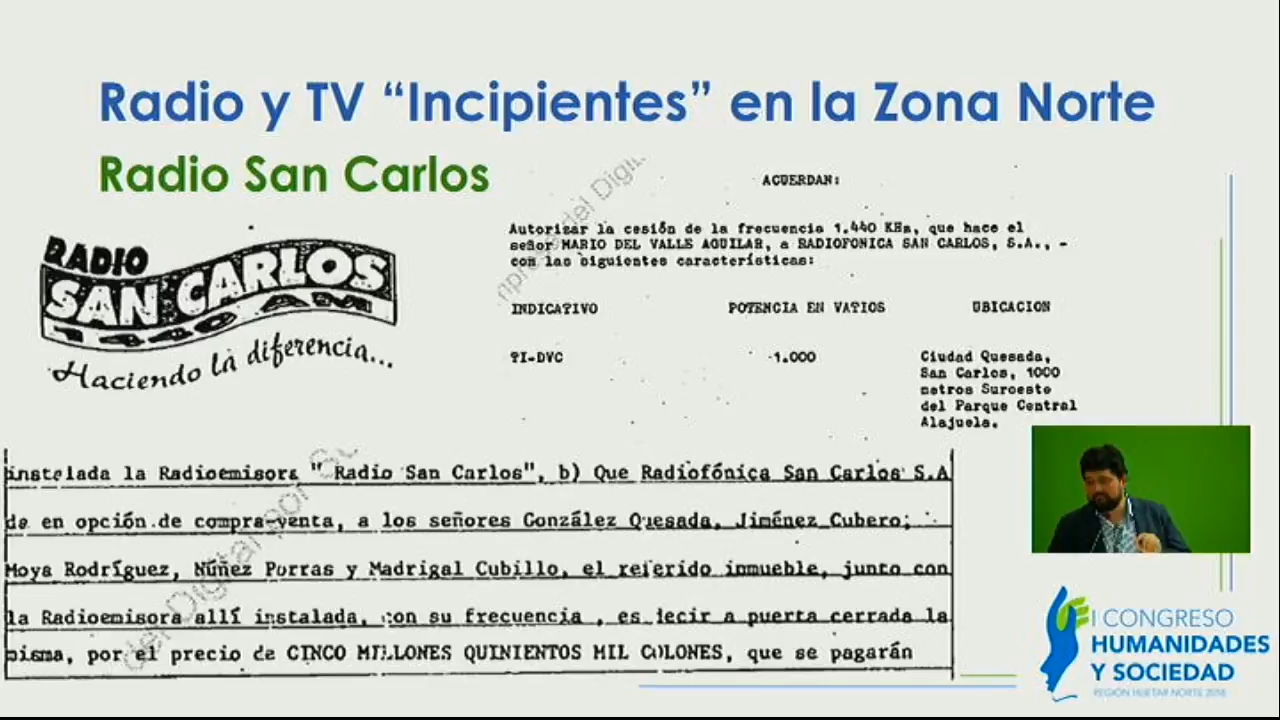 Radio y TV “Incipientes” en la Zona Norte
Radio San Carlos
RADIO
SAN CARLOS
1440 AM
Haciendo la diferencia...
ACUERDAN:
Autorizar la cesión de la frecuencia 1.440 KHz, que hace el
señor MARIO DEL VALLE AGUILAR, a RADIOFONICA SAN CARLOS, S.A., -
con las siguientes características:
INDICATIVO POTENCIA EN VATIOS UBICACION
TI-DVC 1.000 Ciudad Quesada,
San Carlos, 1000
metros Suroeste
del Parque Central
Alajuela.
instalada la Radioemisora " Radio San Carlos", b) Que Radiofónica San Carlos S.A
da en opción de compra-venta, a los señores González Quesada, Jiménez Cubero;
Moya Rodríguez, Núñez Porras y Madrigal Cubillo, el referido inmueble, junto con
la Radioemisora allí instalada, con su frecuencia , es decir a puerta cerrada la
misma, por el precio de CINCO MILLONES QUINIENTOS MIL COLONES, que se pagarán
I CONGRESO
HUMANIDADES
Y SOCIEDAD
REGIÓN HUETAR NORTE 2018